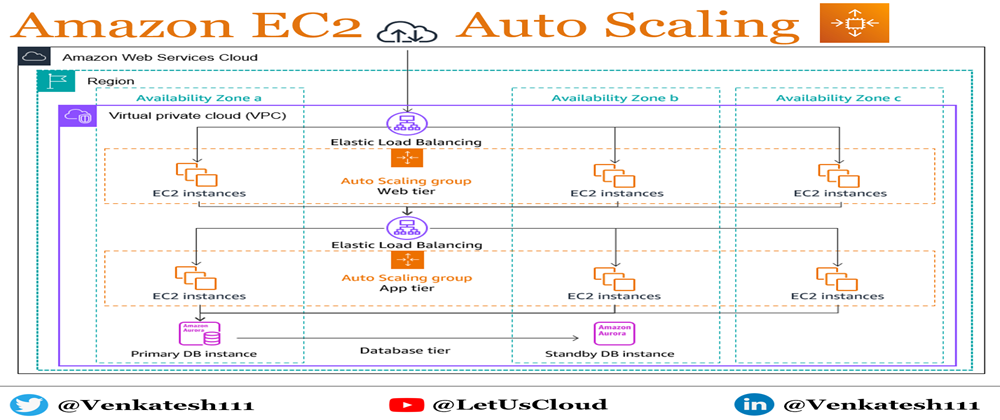 Amazon EC2 Auto Scaling
Amazon Web Services Cloud
Region
Availability Zone a
Availability Zone b
Availability Zone c
Virtual private cloud (VPC)
Elastic Load Balancing
Auto Scaling group
Web tier
EC2 instances
EC2 instances
EC2 instances
Elastic Load Balancing
Auto Scaling group
App tier
EC2 instances
EC2 instances
EC2 instances
Amazon
Aurora
Primary DB instance
Database tier
Amazon
Aurora
Standby DB instance
@Venkatesh111
@LetUsCloud
in
@Venkatesh111